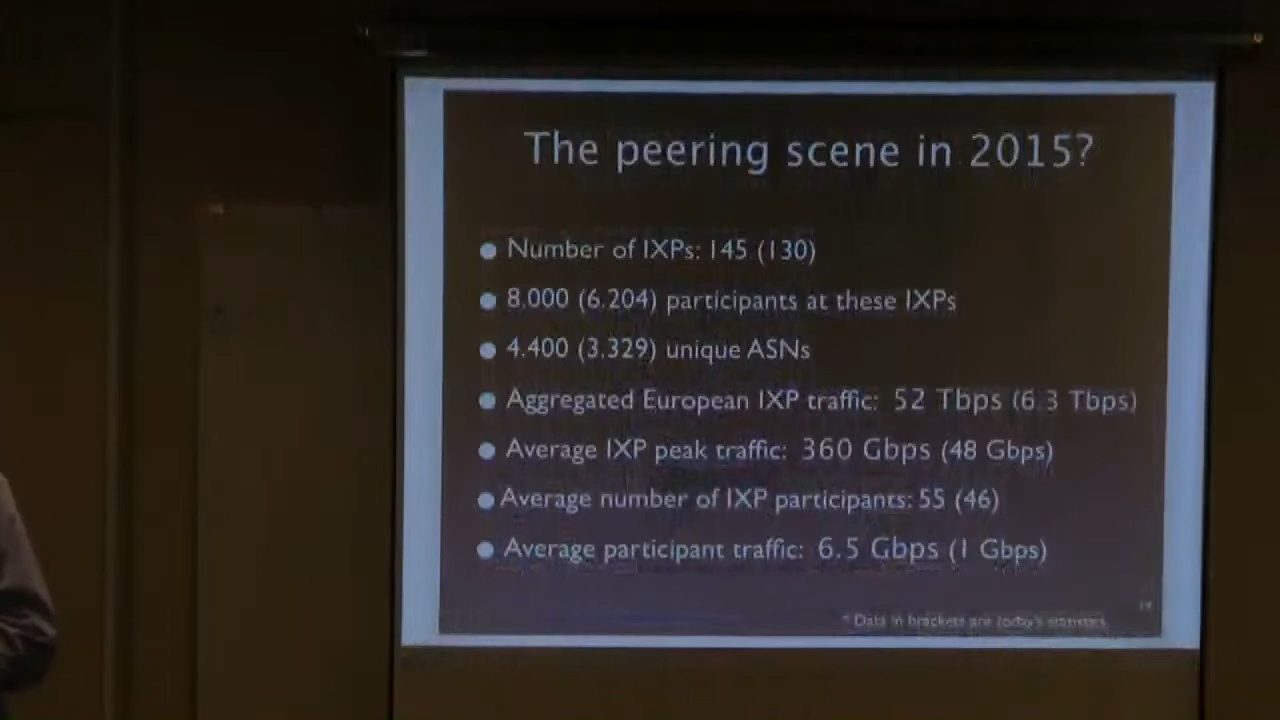 The peering scene in 2015?
● Number of IXPs: 145 (130)
● 8.000 (6.204) participants at these IXPs
● 4.400 (3.329) unique ASNs
● Aggregated European IXP traffic: 52 Tbps (6.3 Tbps)
● Average IXP peak traffic: 360 Gbps (48 Gbps)
● Average number of IXP participants: 55 (46)
● Average participant traffic: 6.5 Gbps (1 Gbps)
* Data in brackets are today's statistics